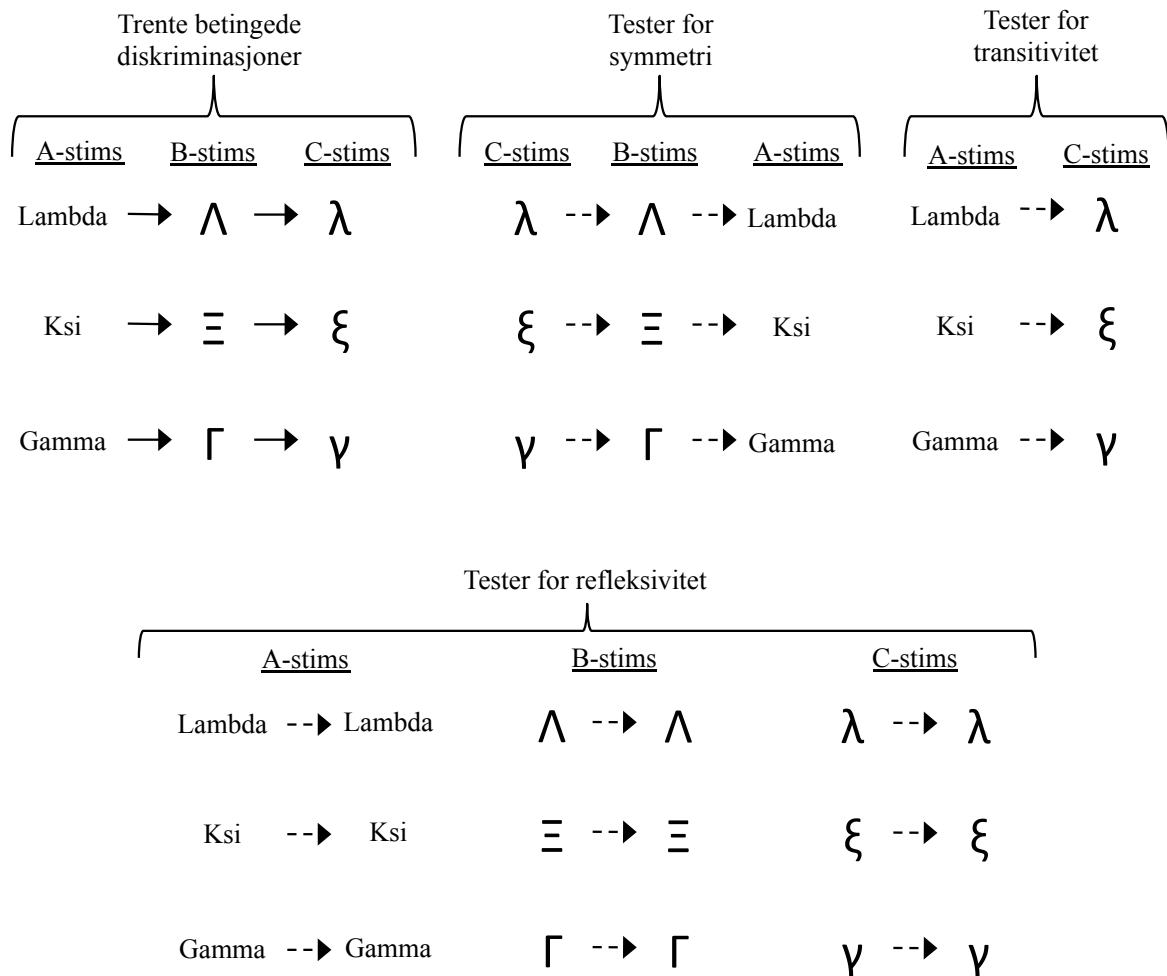 Trente betingede
diskriminasjoner
Tester for
symmetri
Tester for
transitivitet
A-stims B-stims C-stims
C-stims B-stims A-stims
A-stims C-stims
Lambda Λ λ
λ Λ Lambda
Lambda λ
Ksi Ξ ξ
ξ Ξ Ksi
Ksi ξ
Gamma Γ γ
γ Γ Gamma
Gamma γ
Tester for refleksivitet
A-stims B-stims C-stims
Lambda Lambda Λ Λ λ λ
Ksi Ksi Ξ Ξ ξ ξ
Gamma Gamma Γ Γ γ γ